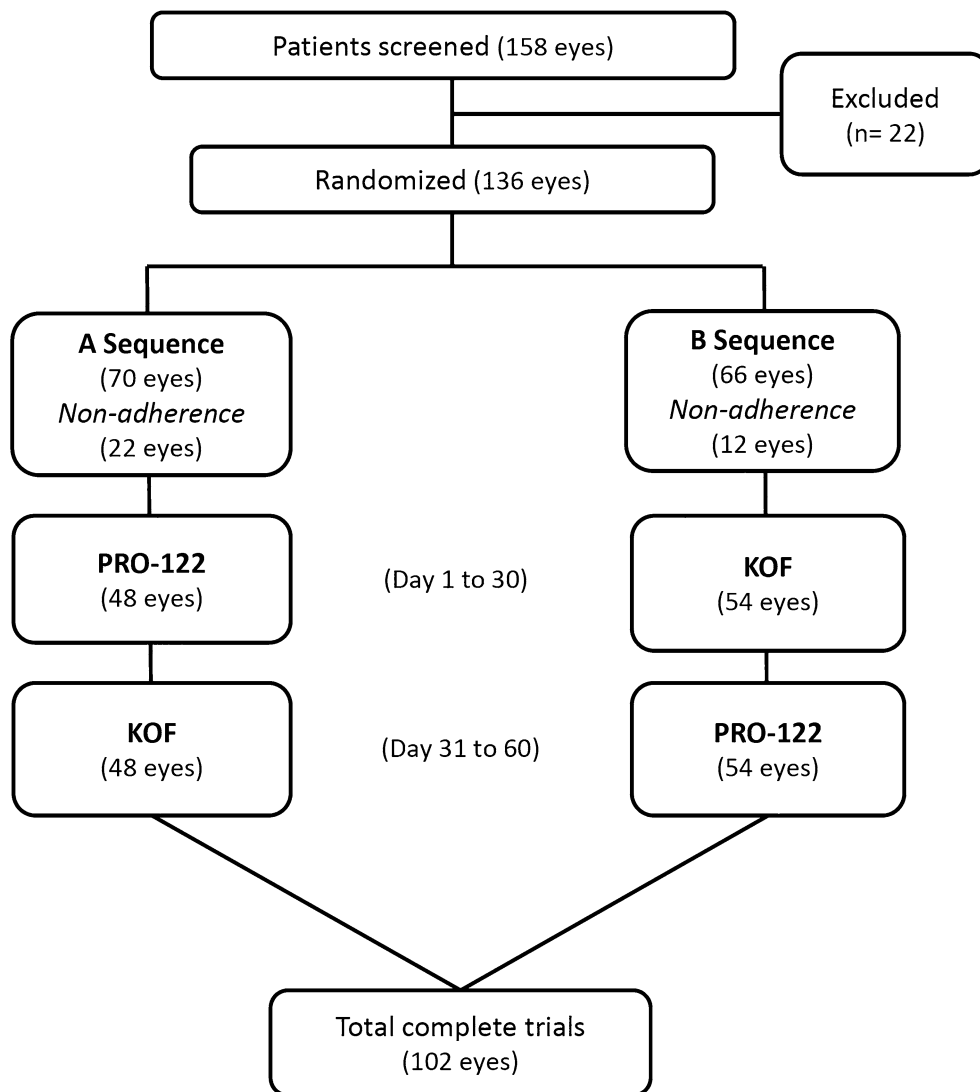 Patients screened (158 eyes)
Excluded
(n= 22)
Randomized (136 eyes)
A Sequence
(70 eyes)
Non-adherence
(22 eyes)
B Sequence
(66 eyes)
Non-adherence
(12 eyes)
PRO-122
(48 eyes)
(Day 1 to 30)
KOF
(54 eyes)
KOF
(48 eyes)
(Day 31 to 60)
PRO-122
(54 eyes)
Total complete trials
(102 eyes)